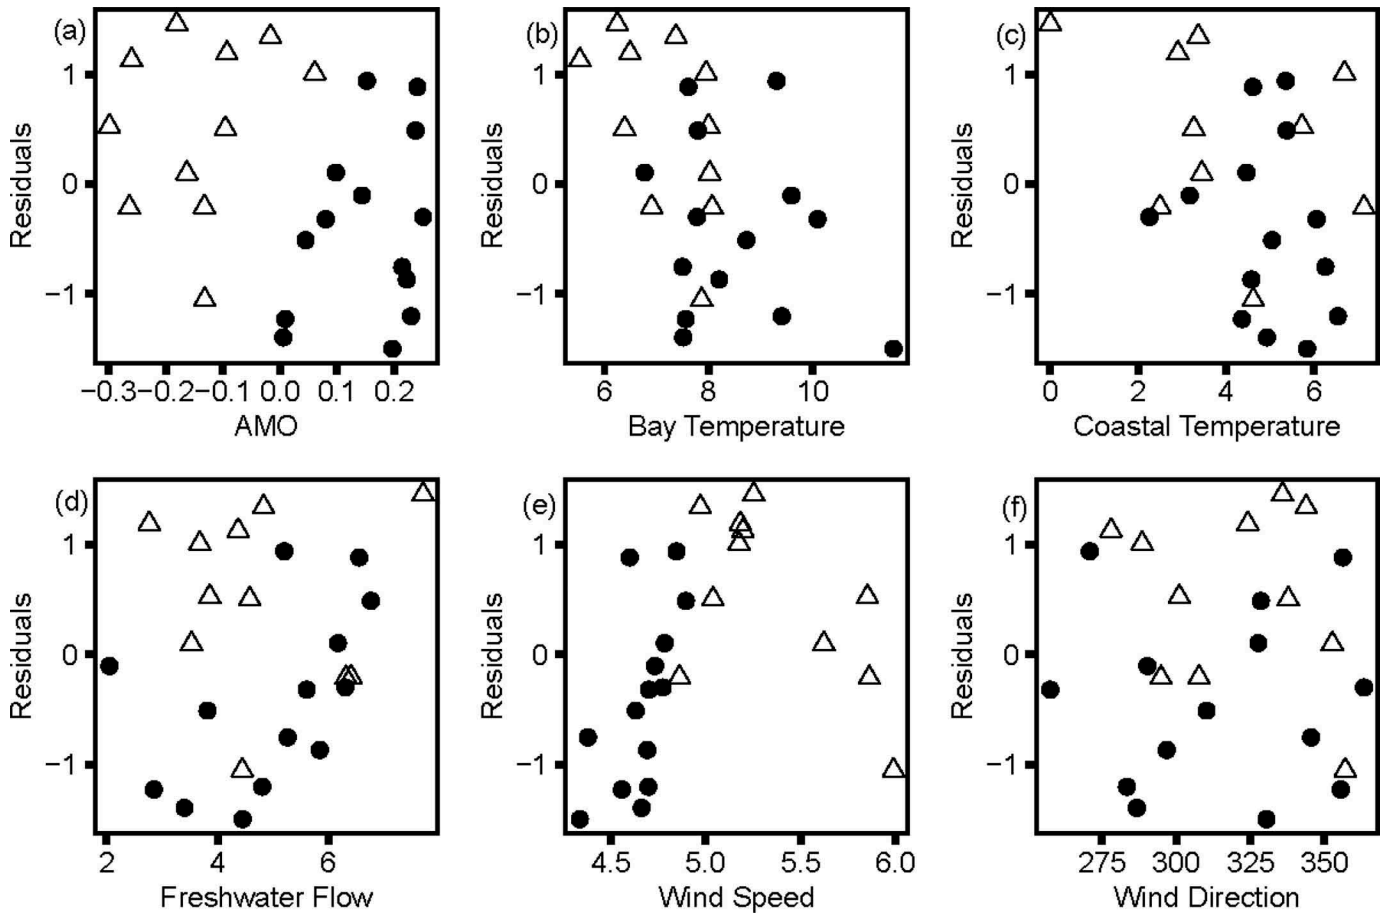 (a)
1
0
−1
Residuals
−0.3 −0.2 −0.1 0.0 0.1 0.2
AMO
(b)
1
0
−1
Residuals
6 8 10
Bay Temperature
(c)
1
0
−1
Residuals
0 2 4 6
Coastal Temperature
(d)
1
0
−1
Residuals
2 4 6
Freshwater Flow
(e)
1
0
−1
Residuals
4.5 5.0 5.5 6.0
Wind Speed
(f)
1
0
−1
Residuals
275 300 325 350
Wind Direction